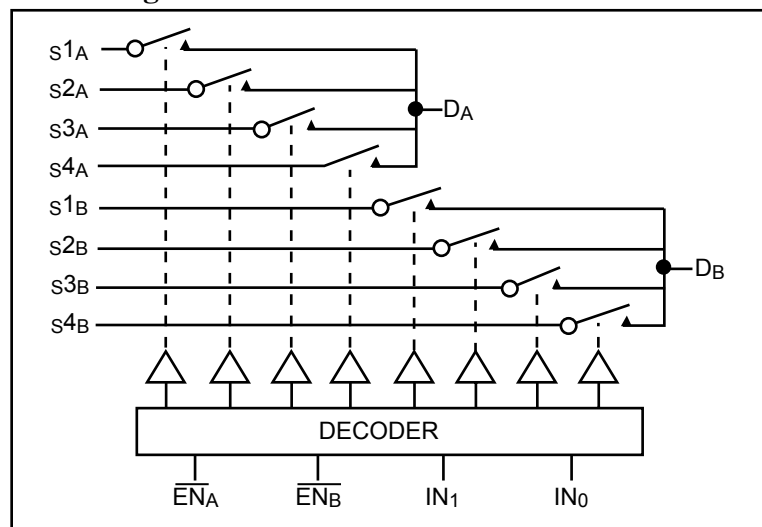 S1A
S2A
DA
S3A
S4A
S1B
S2B
DB
S3B
S4B
DECODER
ENA
ENB
IN1
IN0